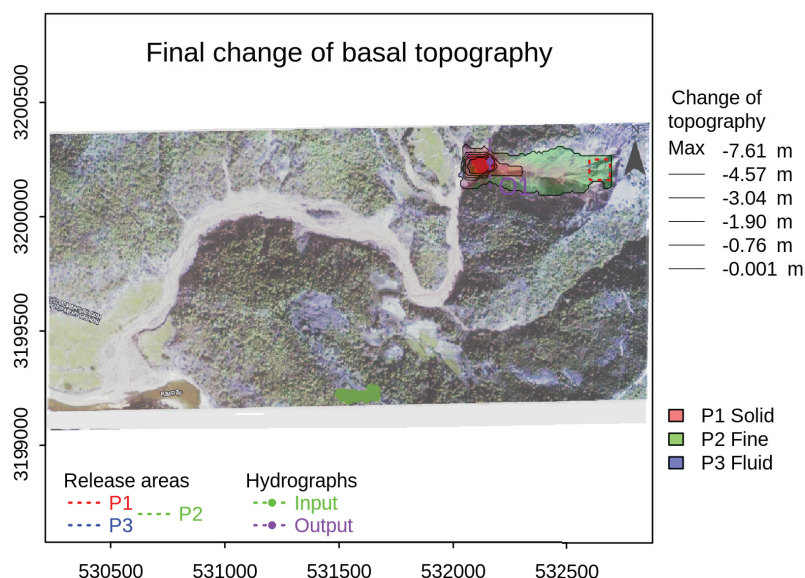 Final change of basal topography
3200500
3200000
3199500
3199000
N
Change of
topography
Max -7.61 m
-4.57 m
-3.04 m
-1.90 m
-0.76 m
-0.001 m
P1 Solid
P2 Fine
P3 Fluid
Release areas
P1
P2
P3
Hydrographs
Input
Output
530500 531000 531500 532000 532500